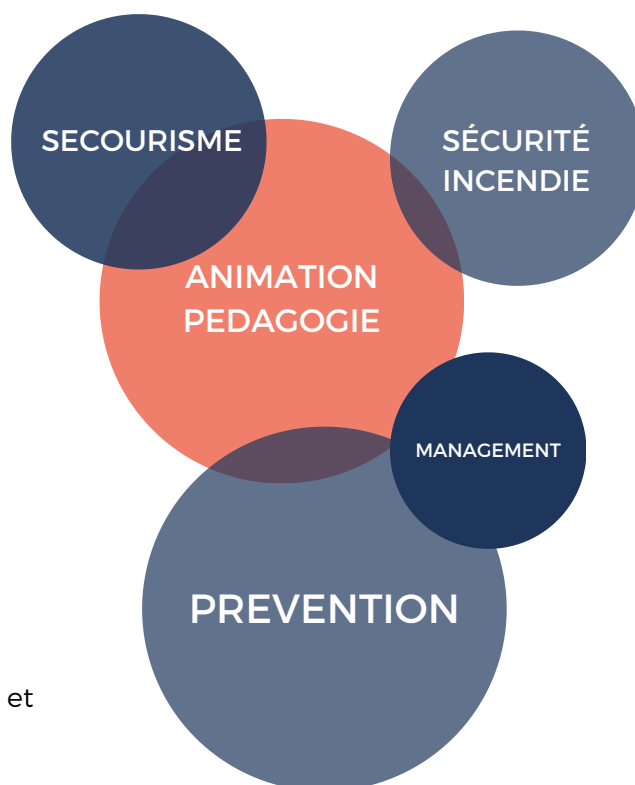 SECOURISME
SÉCURITÉ
INCENDIE
ANIMATION
PEDAGOGIE
MANAGEMENT
PREVENTION
et